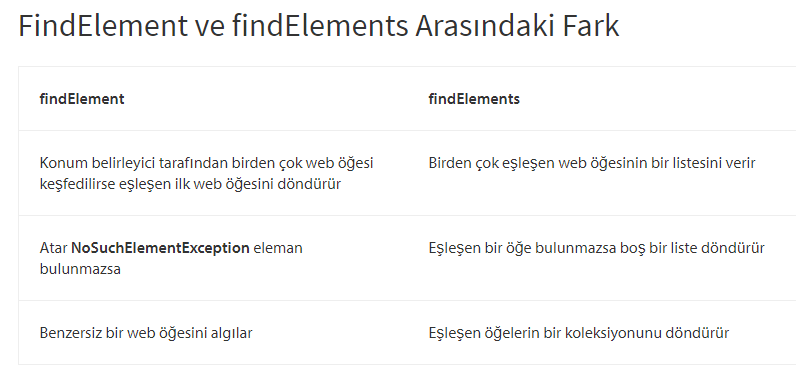 FindElement ve findElements Arasındaki Fark
findElement
findElements
Konum belirleyici tarafından birden çok web öğesi
keşfedilirse eşleşen ilk web öğesini döndürür
Birden çok eşleşen web öğesinin bir listesini verir
Atar NoSuchElementException eleman
bulunmazsa
Eşleşen bir öğe bulunmazsa boş bir liste döndürür
Benzersiz bir web öğesini algılar
Eşleşen öğelerin bir koleksiyonunu döndürür